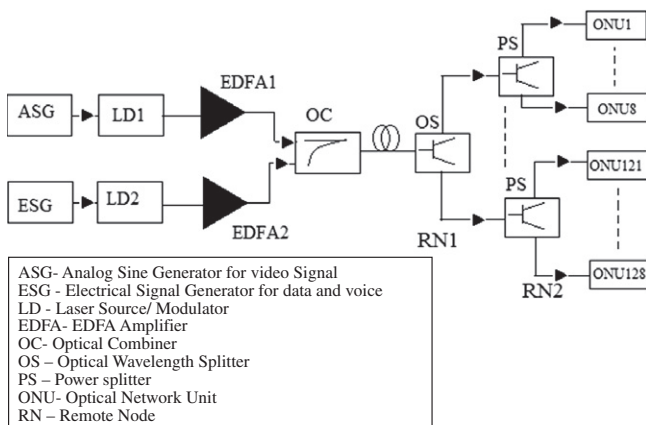 PS
ONU1
EDFA1
ASG
LD1
OC
OS
ONU8
PS
ONU121
ESG
LD2
EDFA2
RN1
RN2
ONU128
ASG- Analog Sine Generator for video Signal
ESG - Electrical Signal Generator for data and voice
LD - Laser Source/ Modulator
EDFA- EDFA Amplifier
OC- Optical Combiner
OS – Optical Wavelength Splitter
PS – Power splitter
ONU- Optical Network Unit
RN – Remote Node